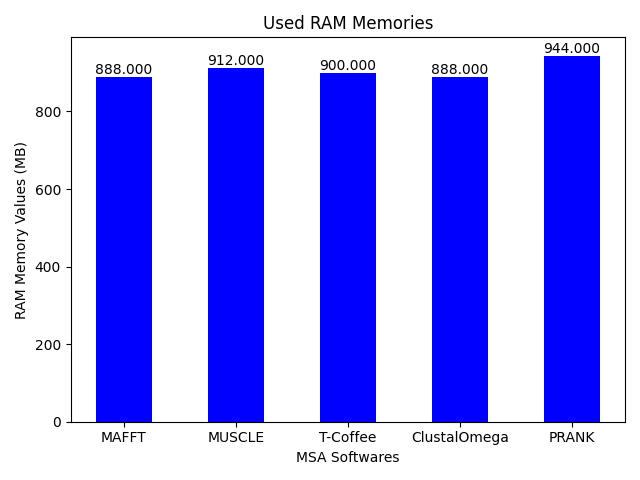 Used RAM Memories
888.000
912.000
900.000
888.000
944.000
RAM Memory Values (MB)
800
600
400
200
0
MAFFT MUSCLE T-Coffee ClustalOmega PRANK
MSA Softwares